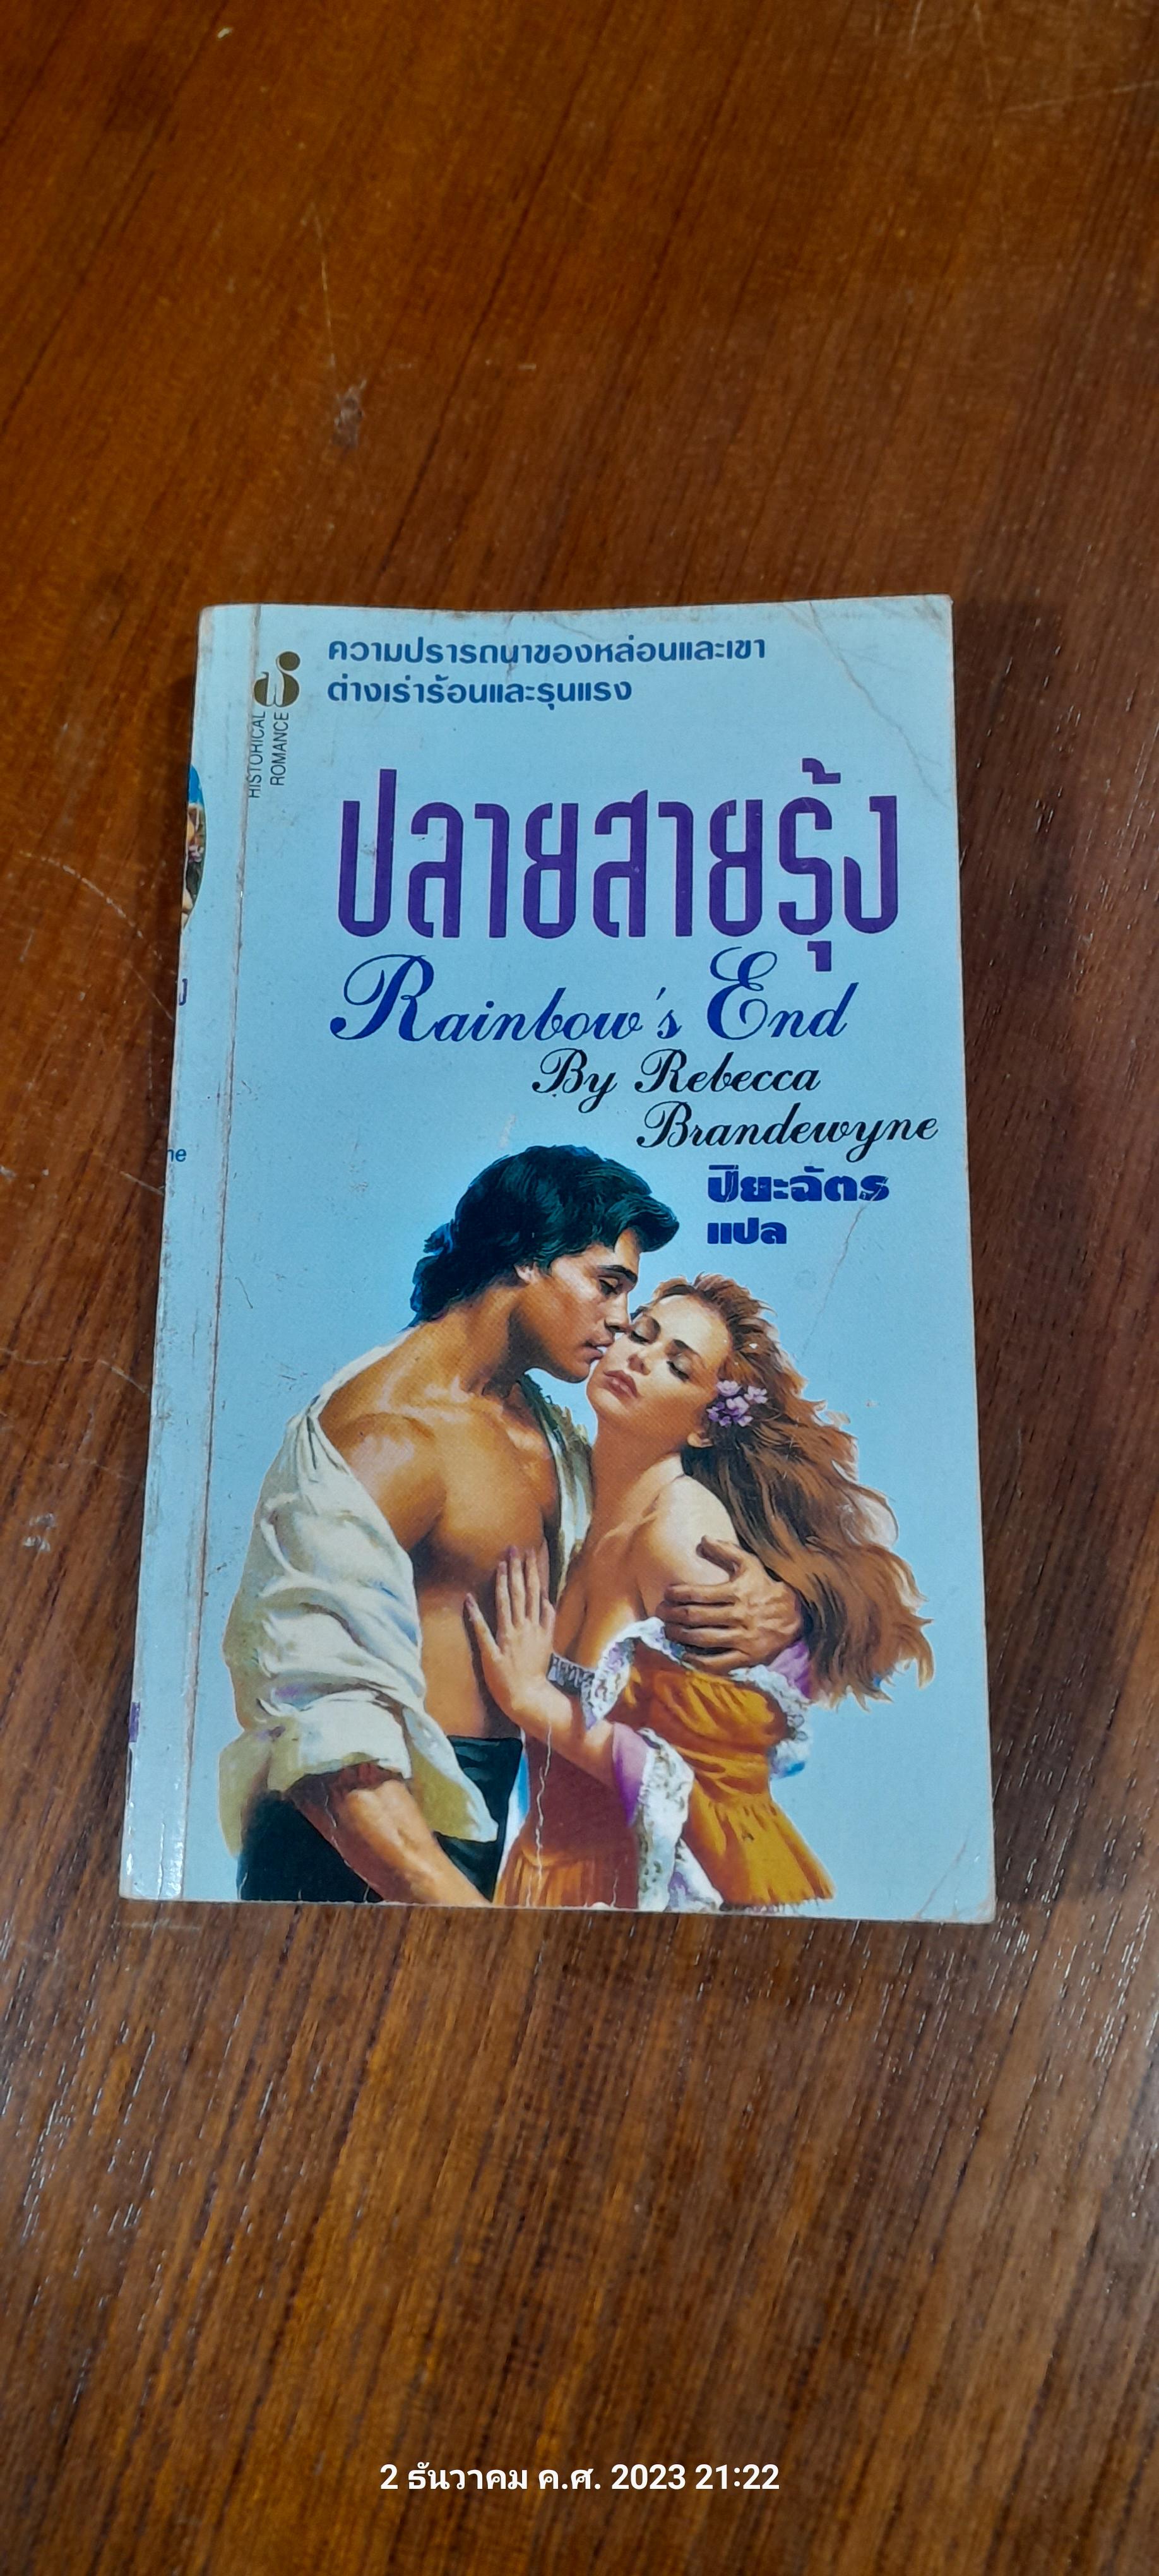 ความปรารถนาของหล่อนและเขา
ต่างเร่าร้อนและรุนแรง
HISTORICAL
ROMANCE
ปลายสายรุ้ง
Rainbow's End
By Rebecca
Brandewyne
ปิยะฉัตร
แปล
ง
ne
2 ธันวาคม ค.ศ. 2023 21:22